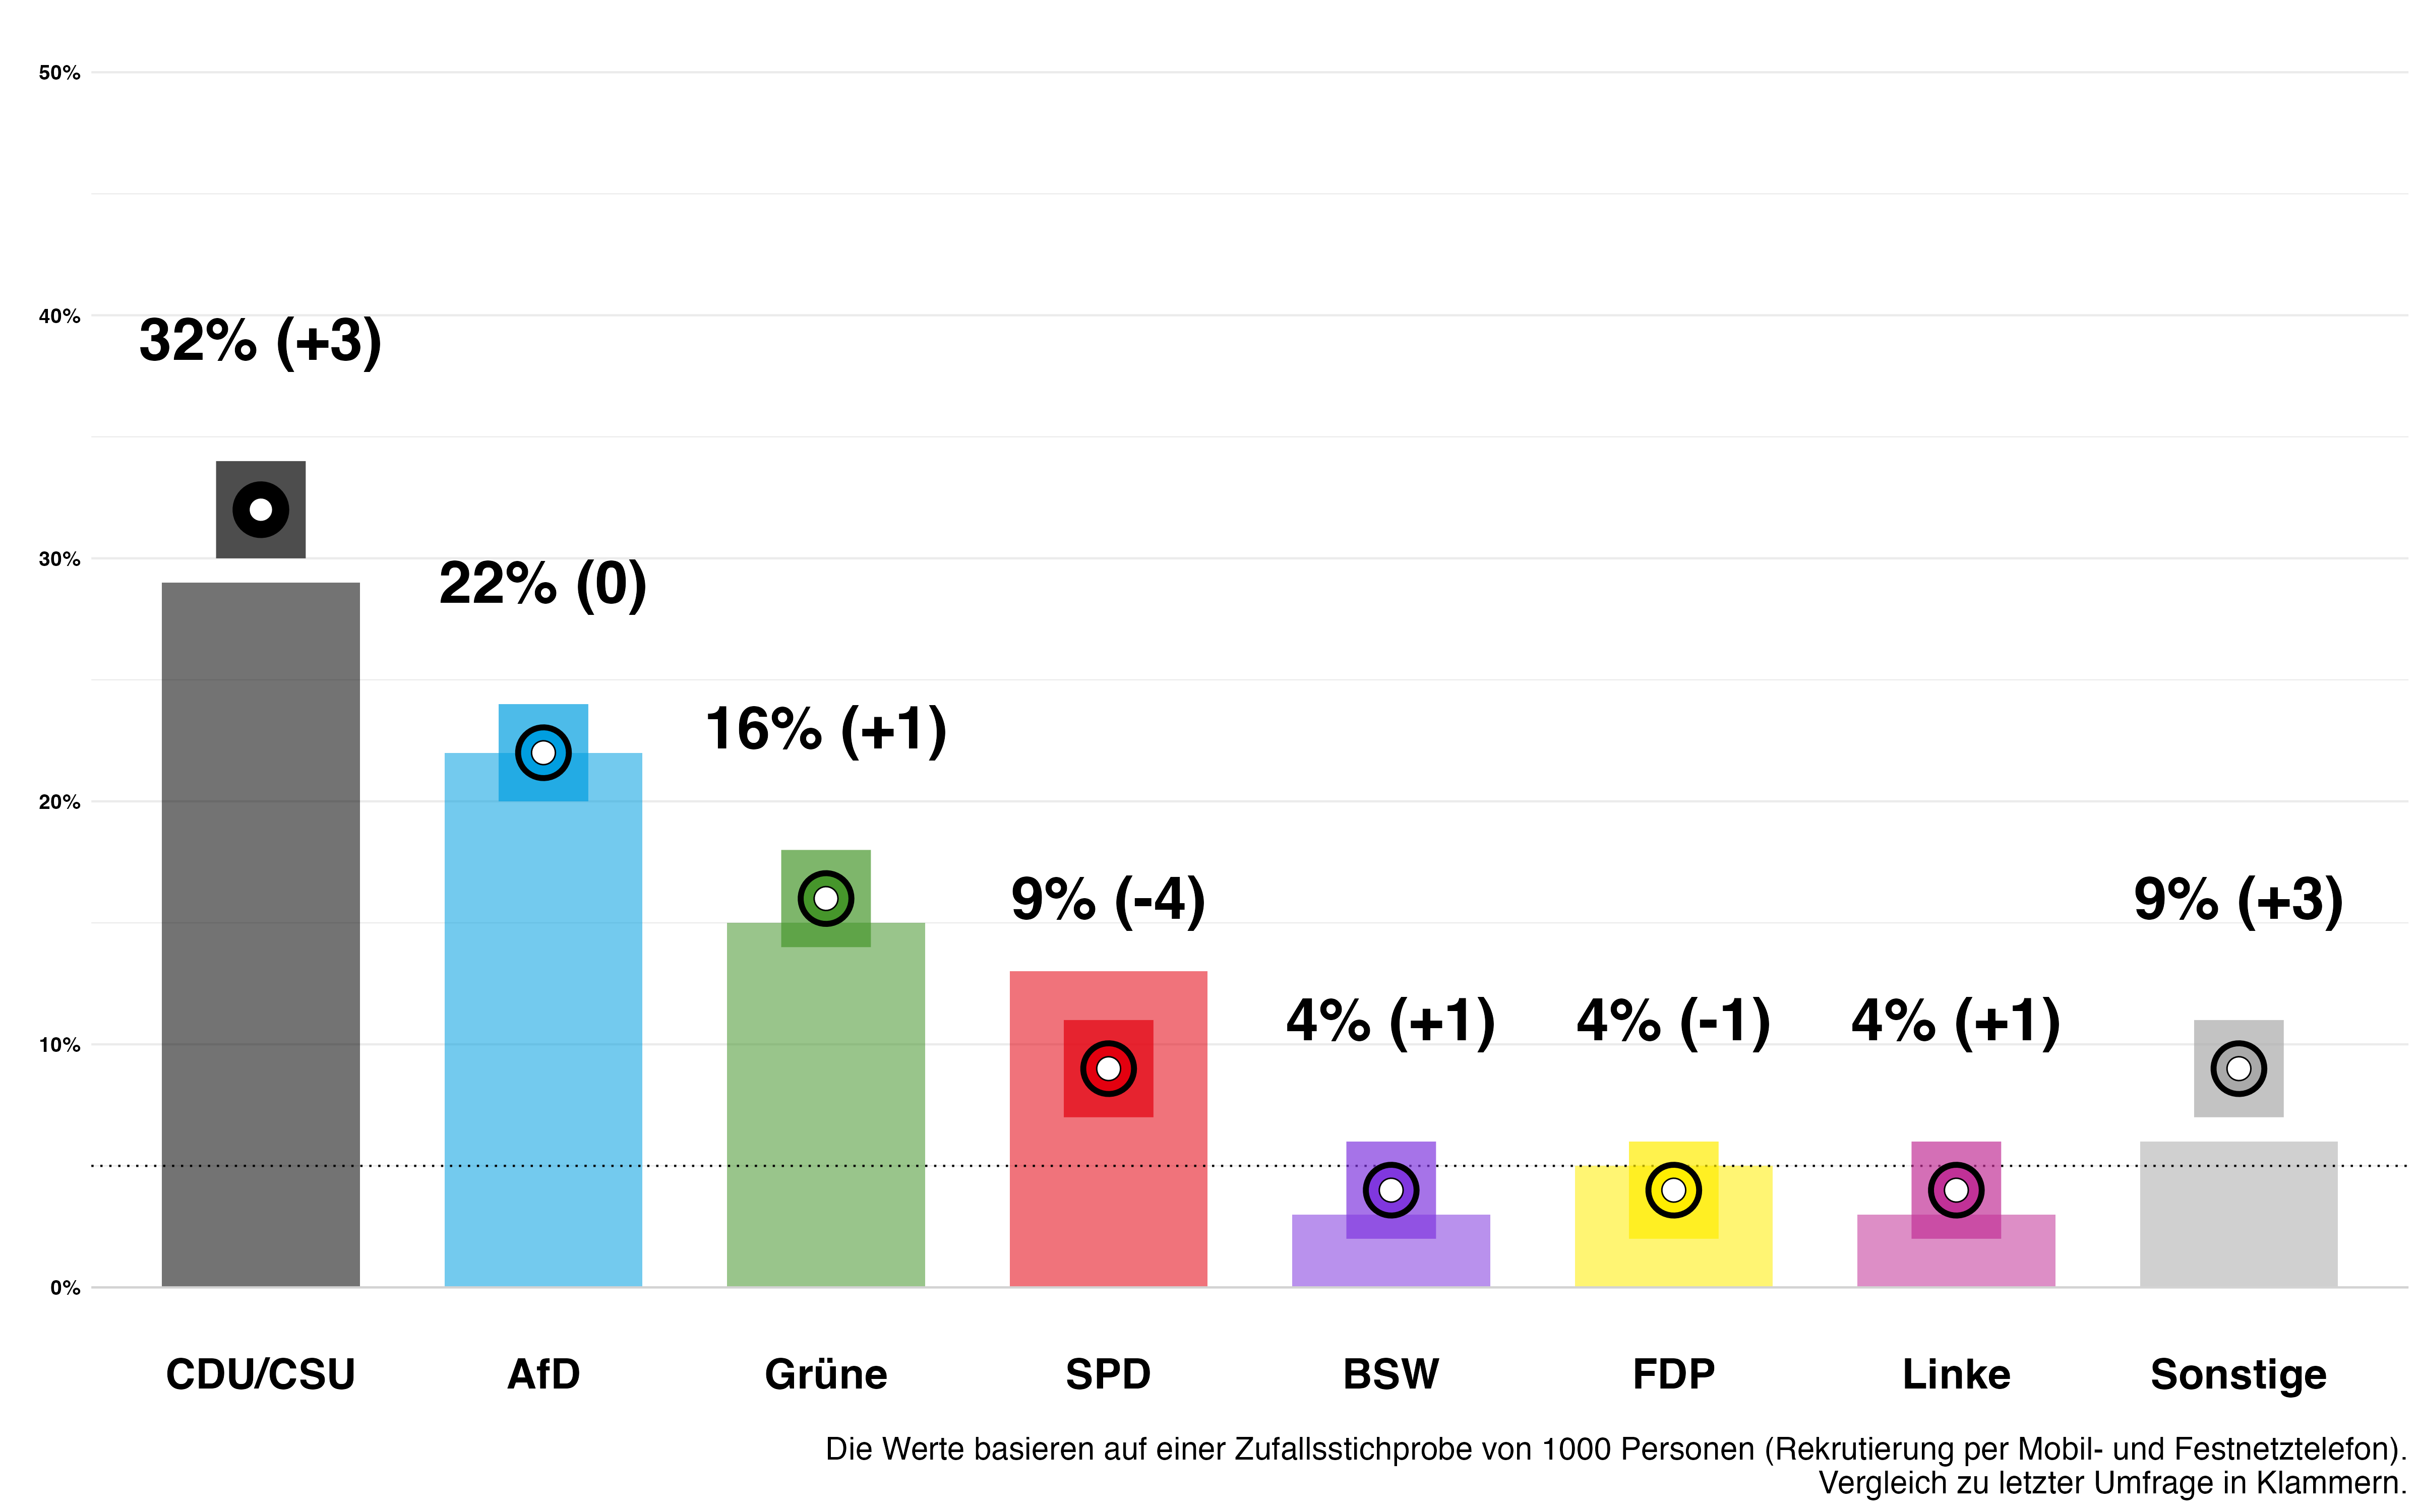 50%
40%
30%
20%
10%
0%
32% (+3)
22% (0)
16% (+1)
9% (-4)
4% (+1)
4% (-1)
4% (+1)
9% (+3)
CDU/CSU
AfD
Grüne
SPD
BSW
FDP
Linke
Sonstige
Die Werte basieren auf einer Zufallsstichprobe von 1000 Personen (Rekrutierung per Mobil- und Festnetztelefon).
Vergleich zu letzter Umfrage in Klammern.